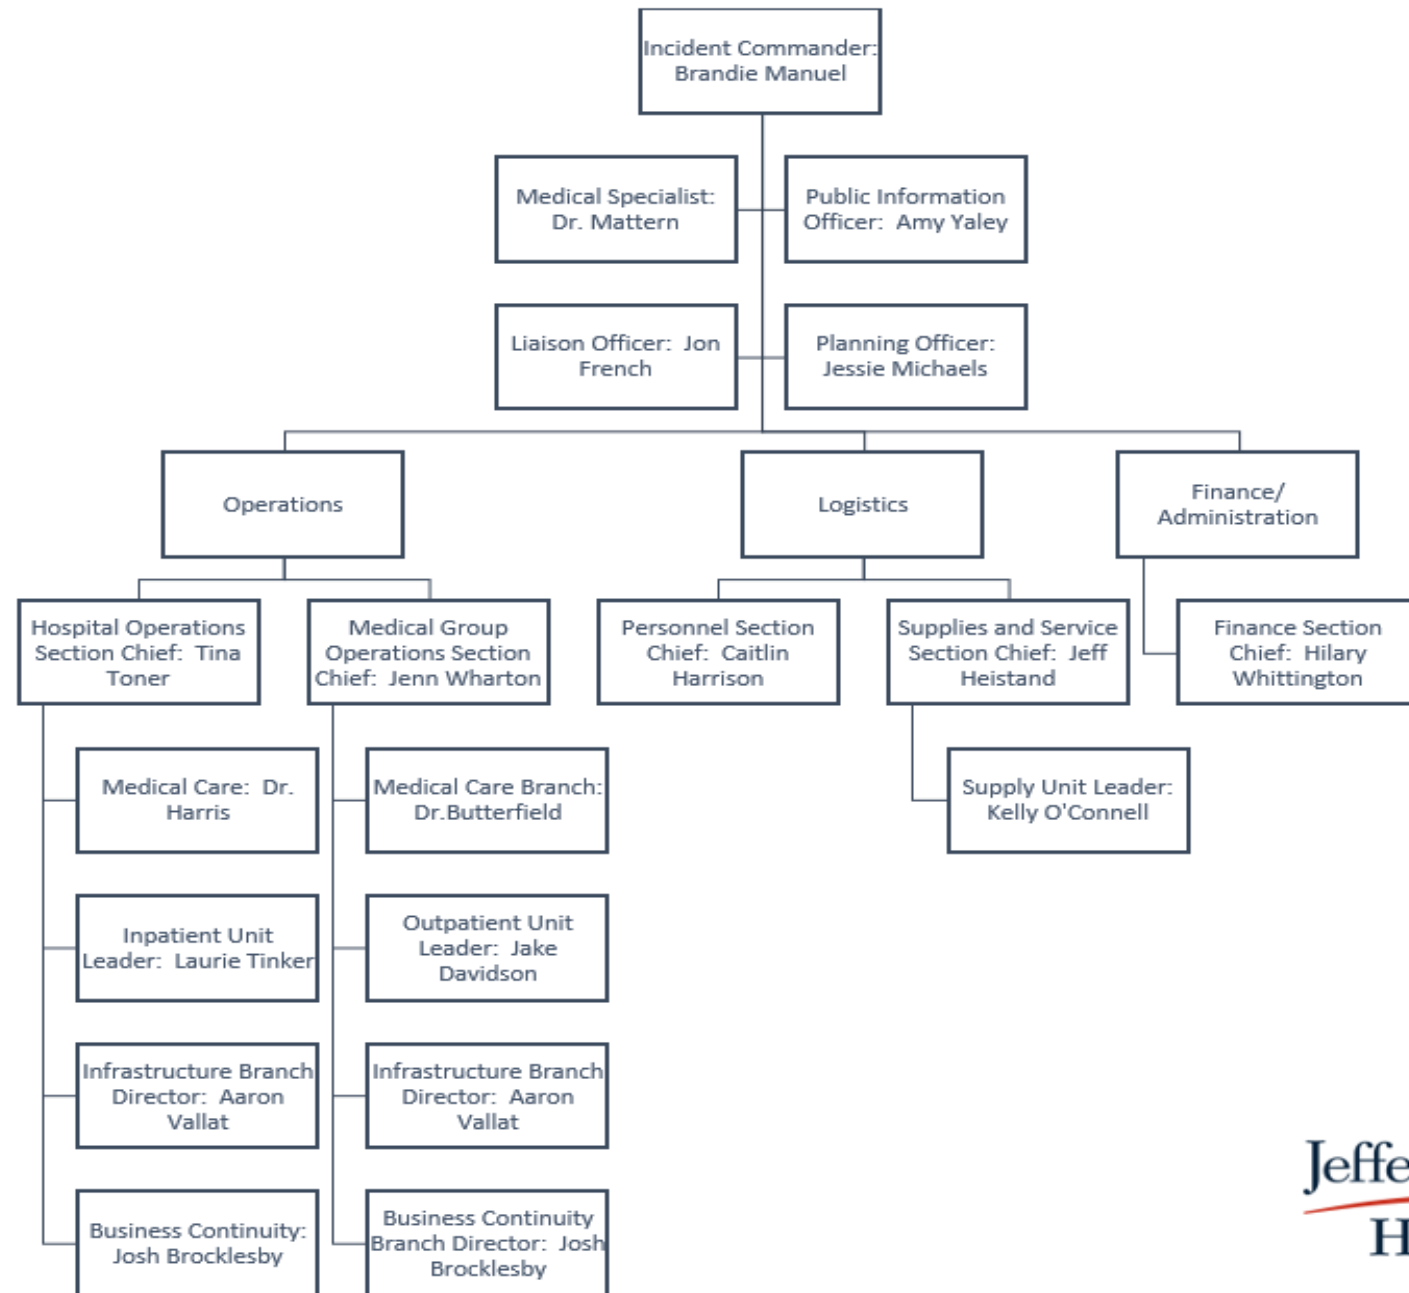 Incident Commander:
Brandie Manuel
Medical Specialist:
Dr. Mattern
Public Information
Officer: Amy Yaley
Liaison Officer: Jon
French
Planning Officer:
Jessie Michaels
Operations
Logistics
Finance/
Administration
Hospital Operations
Section Chief: Tina
Toner
Medical Group
Operations Section
Chief: Jenn Wharton
Personnel Section
Chief: Caitlin
Harrison
Supplies and Service
Section Chief: Jeff
Heistand
Finance Section
Chief: Hilary
Whittington
Medical Care: Dr.
Harris
Medical Care Branch:
Dr.Butterfield
Supply Unit Leader:
Kelly O'Connell
Inpatient Unit
Leader: Laurie Tinker
Outpatient Unit
Leader: Jake
Davidson
Infrastructure Branch
Director: Aaron
Vallat
Infrastructure Branch
Director: Aaron
Vallat
Business Continuity:
Josh Brocklesby
Business Continuity
Branch Director: Josh
Brocklesby
Jeffe
H